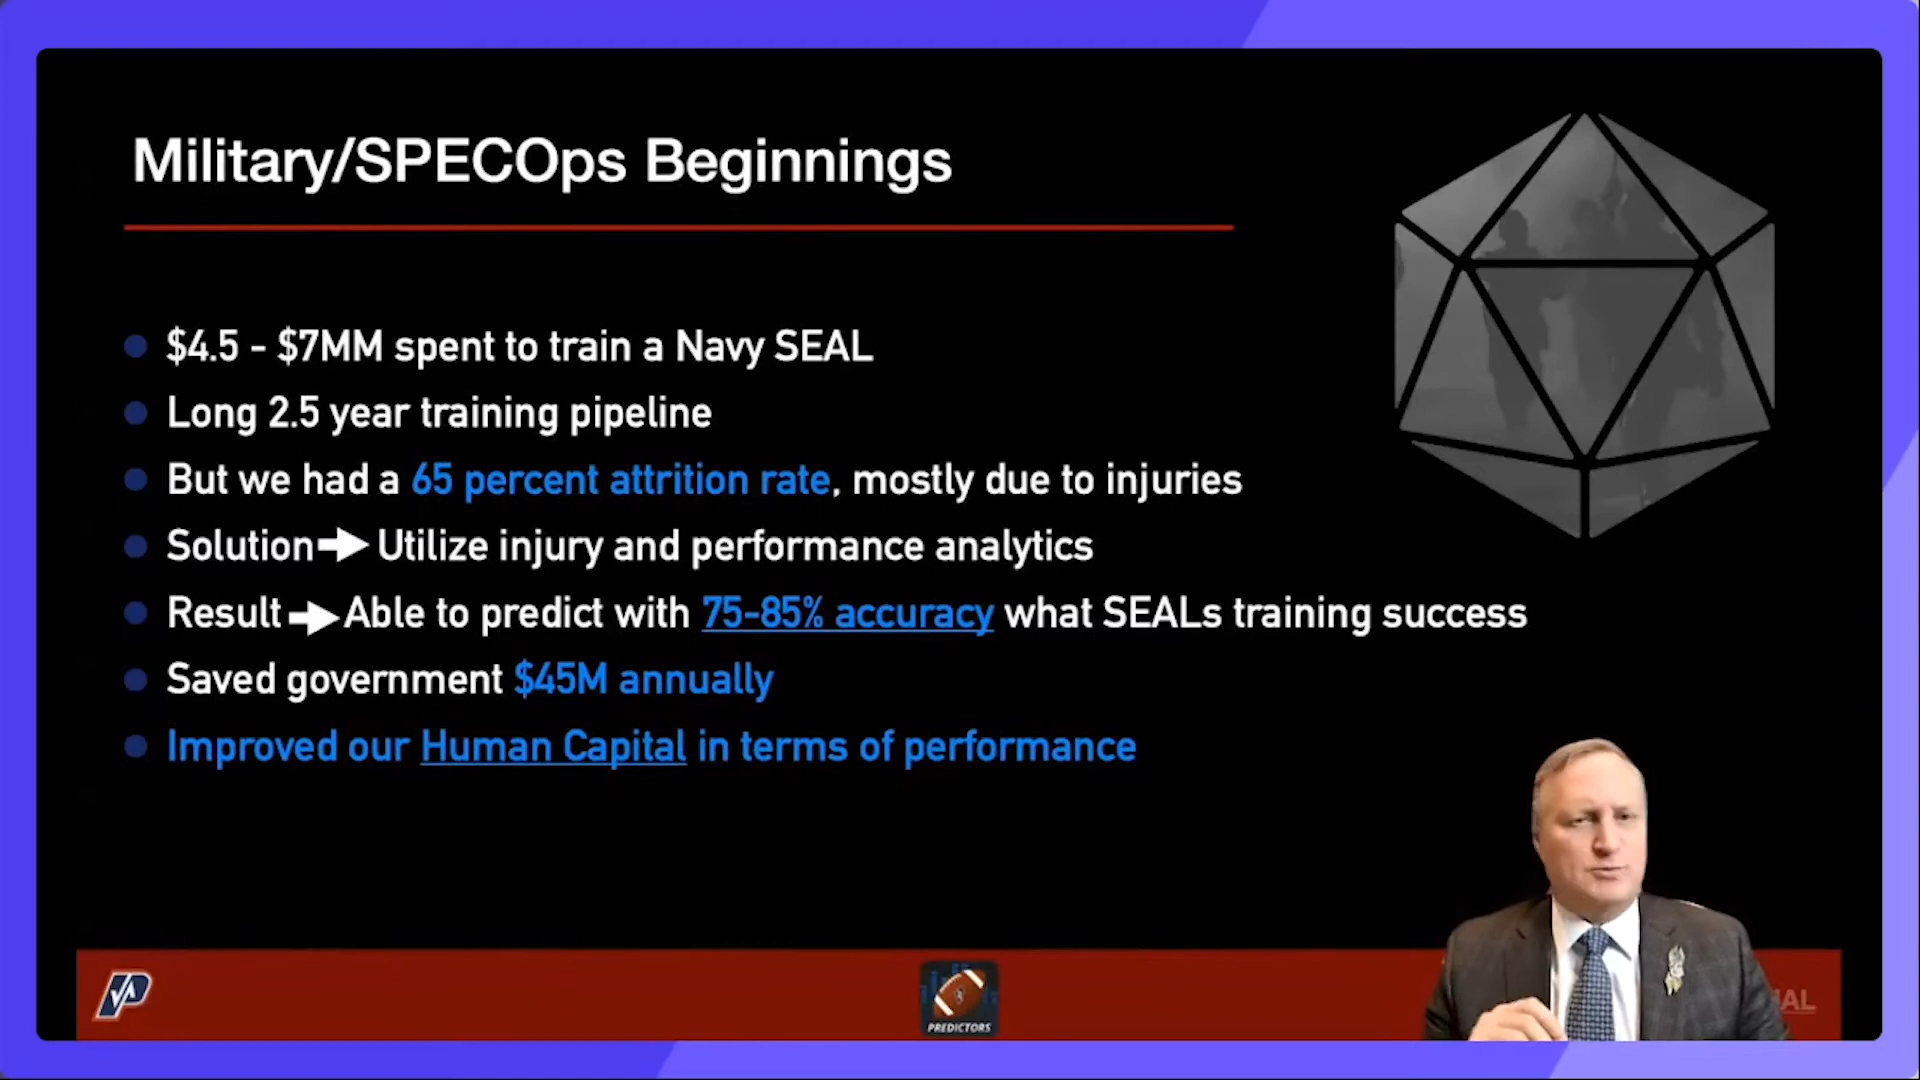 Military/SPECOps Beginnings
$4.5 - $7MM spent to train a Navy SEAL
Long 2.5 year training pipeline
But we had a 65 percent attrition rate, mostly due to injuries
Solution Utilize injury and performance analytics
Result Able to predict with 75-85% accuracy what SEALs training success
Saved government $45M annually
Improved our Human Capital in terms of performance
PREDICTORS